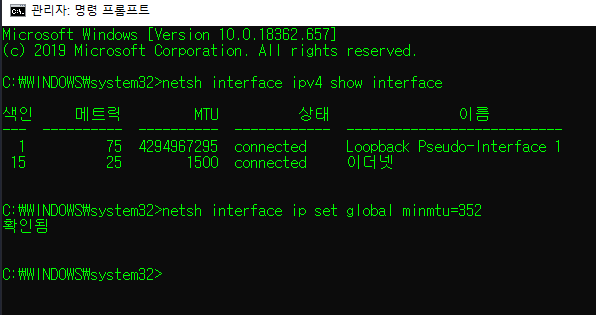 관리자: 명령 프롬프트
Microsoft Windows [Version 10.0.18362.657]
(c) 2019 Microsoft Corporation. All rights reserved.
C:₩WINDOWS₩system32>netsh interface ipv4 show interface
색인 메트릭 MTU 상태 이름
--- ---------- ---------- ------------ ---------------------------
1 75 4294967295 connected Loopback Pseudo-Interface 1
15 25 1500 connected 이더넷
C:₩WINDOWS₩system32>netsh interface ip set global minmtu=352
확인됨
C:₩WINDOWS₩system32>